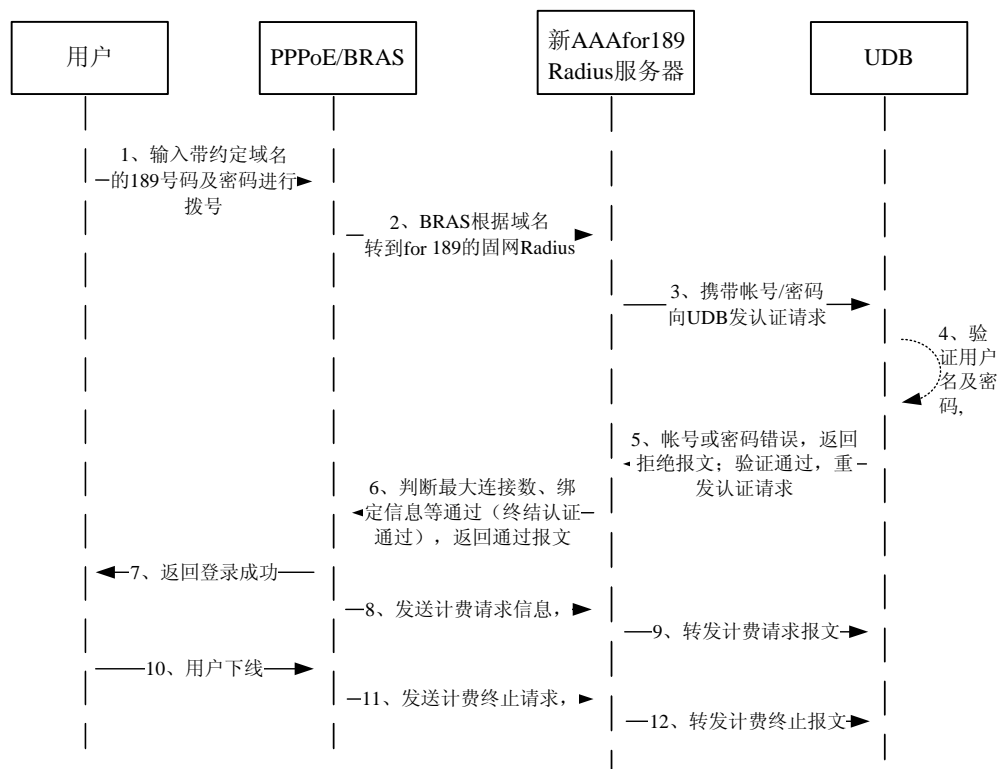 用户
PPPoE/BRAS
新AAAfor189
Radius服务器
UDB
1、输入带约定域名
的189号码及密码进行
拨号
2、BRAS根据域名
转到for 189的固网Radius
3、携带帐号/密码
向UDB发认证请求
4、验
证用户
名及密
码,
5、帐号或密码错误，返回
拒绝报文；验证通过，重
发认证请求
6、判断最大连接数、绑
定信息等通过（终结认证
通过），返回通过报文
7、返回登录成功
8、发送计费请求信息，
9、转发计费请求报文
10、用户下线
11、发送计费终止请求，
12、转发计费终止报文